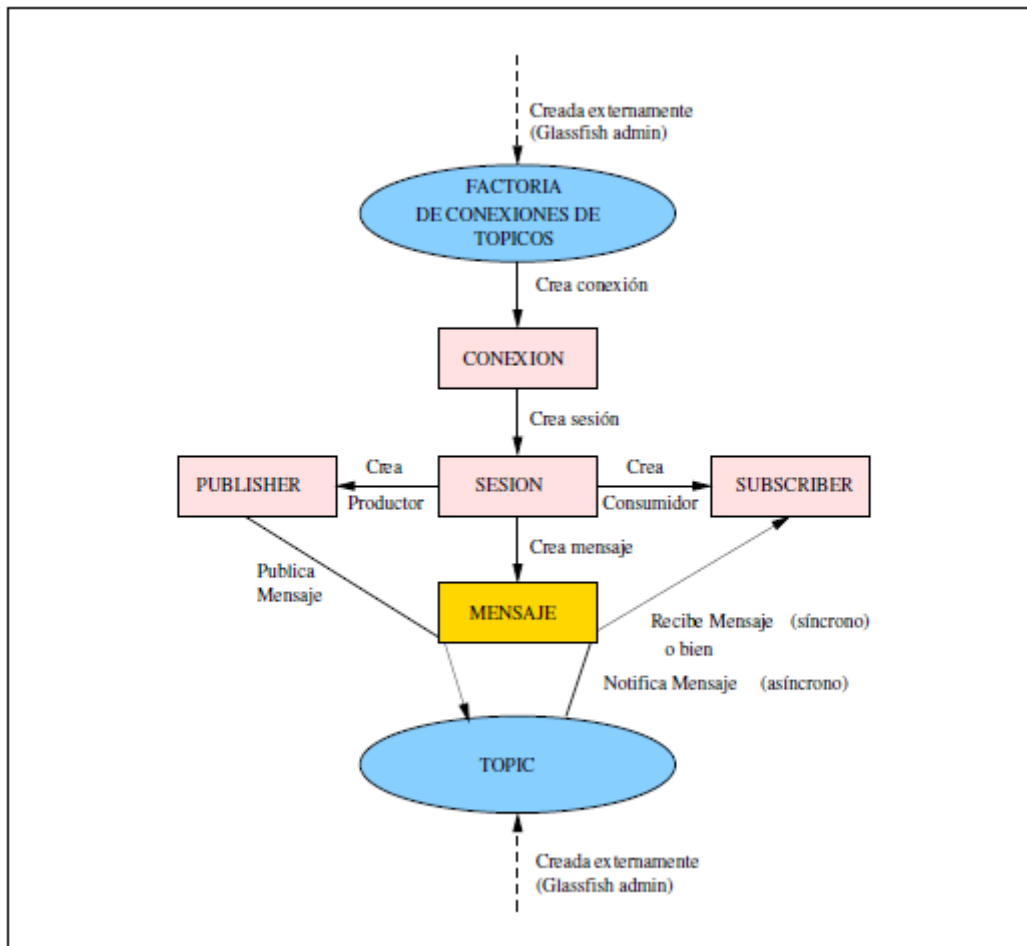 Creada externamente
(Glassfish admin)
FACTORIA
DE CONEXIONES DE
TOPICOS
Crea conexión
CONEXION
Crea sesión
PUBLISHER
Crea
Productor
SESION
Crea
Consumidor
SUBSCRIBER
Crea mensaje
Publica
Mensaje
MENSAJE
Recibe Mensaje (síncrono)
o bien
Notifica Mensaje (asíncrono)
TOPIC
Creada externamente
(Glassfish admin)